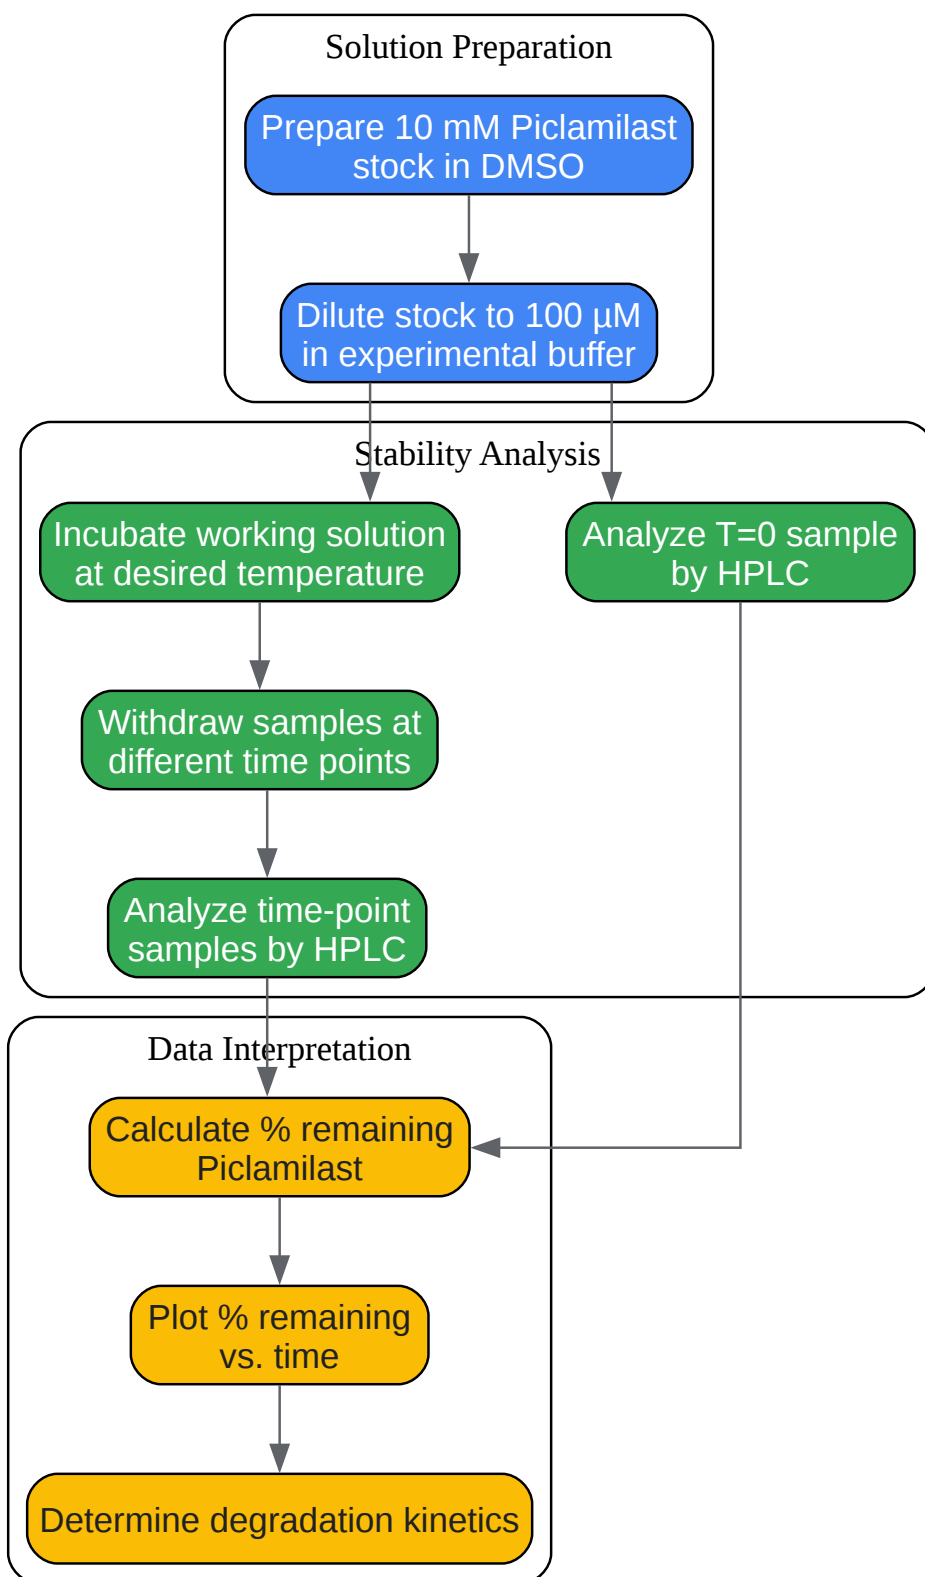 Solution Preparation
Prepare 10 mM Piclamilast
stock in DMSO
Dilute stock to 100 µM
in experimental buffer
Stability Analysis
Incubate working solution
at desired temperature
Analyze T=0 sample
by HPLC
Withdraw samples at
different time points
Analyze time-point
samples by HPLC
Data Interpretation
Calculate % remaining
Piclamilast
Plot % remaining
vs. time
Determine degradation kinetics